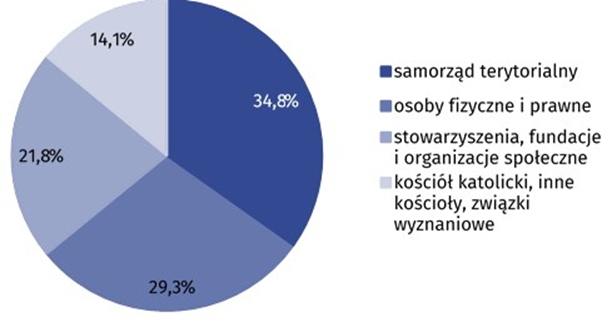 14,1%
34,8%
21,8%
29,3%
samorząd terytorialny
osoby fizyczne i prawne
stowarzyszenia, fundacje
i organizacje społeczne
kościół katolicki, inne
kościoły, związki
wyznaniowe